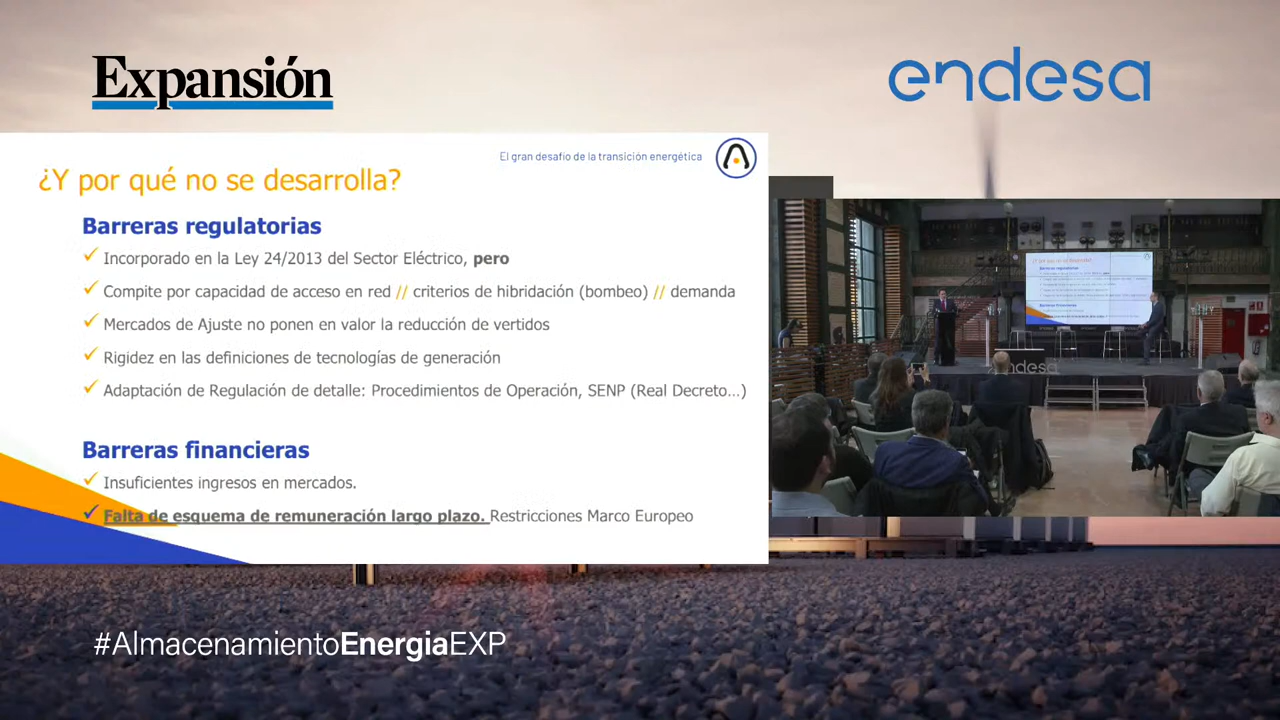 Expansión
endesa
El gran desafío de la transición energética
¿Y por qué no se desarrolla?
Barreras regulatorias
Incorporado en la Ley 24/2013 del Sector Eléctrico, pero
Compite por capacidad de acceso a red // criterios de hibridación (bombeo) // demanda
Mercados de Ajuste no ponen en valor la reducción de vertidos
Rigidez en las definiciones de tecnologías de generación
Adaptación de Regulación de detalle: Procedimientos de Operación, SENP (Real Decreto...)
Barreras financieras
Insuficientes ingresos en mercados.
Falta de esquema de remuneración largo plazo. Restricciones Marco Europeo
endesa
#AlmacenamientoEnergiaEXP